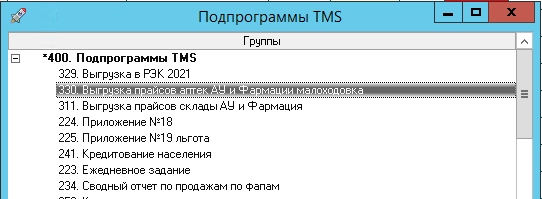 Подпрограммы TMS
Группы
*400. Подпрограммы TMS
329. Выгрузка в РЭК 2021
330. Выгрузка прайсов аптек АУ и Фармации малоходовка
311. Выгрузка прайсов склады АУ и Фармация
224. Приложение №18
225. Приложение №19 льгота
241. Кредитование населения
223. Ежедневное задание
234. Сводный отчет по продажам по фапам